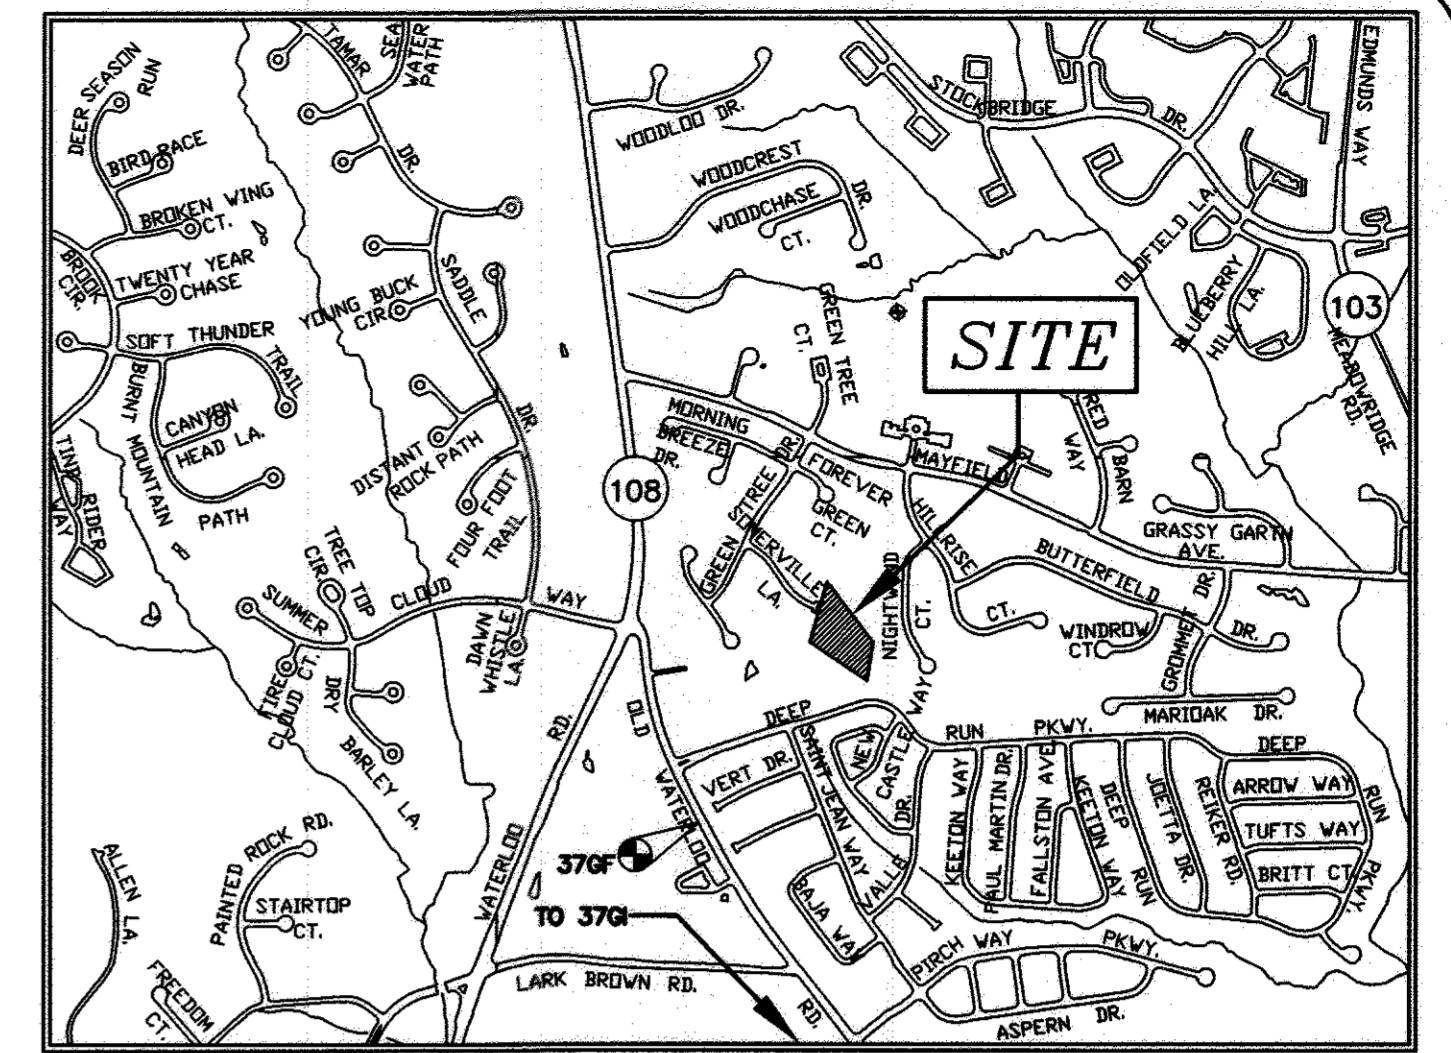 DEER SEASON
RUN
TAMAR
DR.
SEA
WATER
PATH
BIRD RACE
BROKEN WING
CT.
TWENTY YEAR
CHASE
BROOK
CIR.
SOFT THUNDER
TRAIL
BURNT MOUNTAIN
PATH
CANYON
HEAD LA.
RIDER
WAY
YOUNG BUCK
CIR.
SADDLE
DR.
DISTANT
ROCK PATH
FOUR FOOT
TRAIL
TREE TOP
CIR.
SUMMER
CLOUD CT.
CLOUD
WAY
DAWN
WHISTLE
LA.
TIRE
DRY
BARLEY LA.
ALLEN LA.
PAINTED ROCK RD.
STAIRTOP
CT.
FREEDOM
CT.
WATERLOO
RD.
OLD
WATERLOO
RD.
LARK BROWN RD.
37GF
TO 37GI
108
WOODLOO DR.
WOODCREST
DR.
WOODCHASE
CT.
STOCKBRIDGE
DR.
EDMUNDS WAY
OLDFIELD LA.
BLUEBERRY
HILL LA.
103
MEADOWRIDGE
RD.
SITE
GREEN TREE
CT.
MORNING
BREEZE
DR.
MAYFIELD
RED
BARN
WAY
FOREVER
GREEN
CT.
GREEN
TREE
DR.
SOMERVILLE
LA.
HILLRISE
CT.
NIGHTWIND
CT.
BUTTERFIELD
DR.
GRASSY GARTH
AVE.
WINDROW
CT.
GROMMET
DR.
MARIOAK DR.
DEEP
RUN
PKWY.
DEEP
RUN
PKWY.
VERT DR.
SAINT JEAN WAY
NEW
CASTLE
DR.
WAY
VALLE
BAJA WAY
KEETON WAY
PAUL MARTIN DR.
FALLSTON AVE.
KEETON WAY
DEEP
RUN
PKWY.
JOETTA DR.
REIKER RD.
ARROW WAY
TUFTS WAY
BRITT CT.
PIRCH WAY
ASPERN DR.